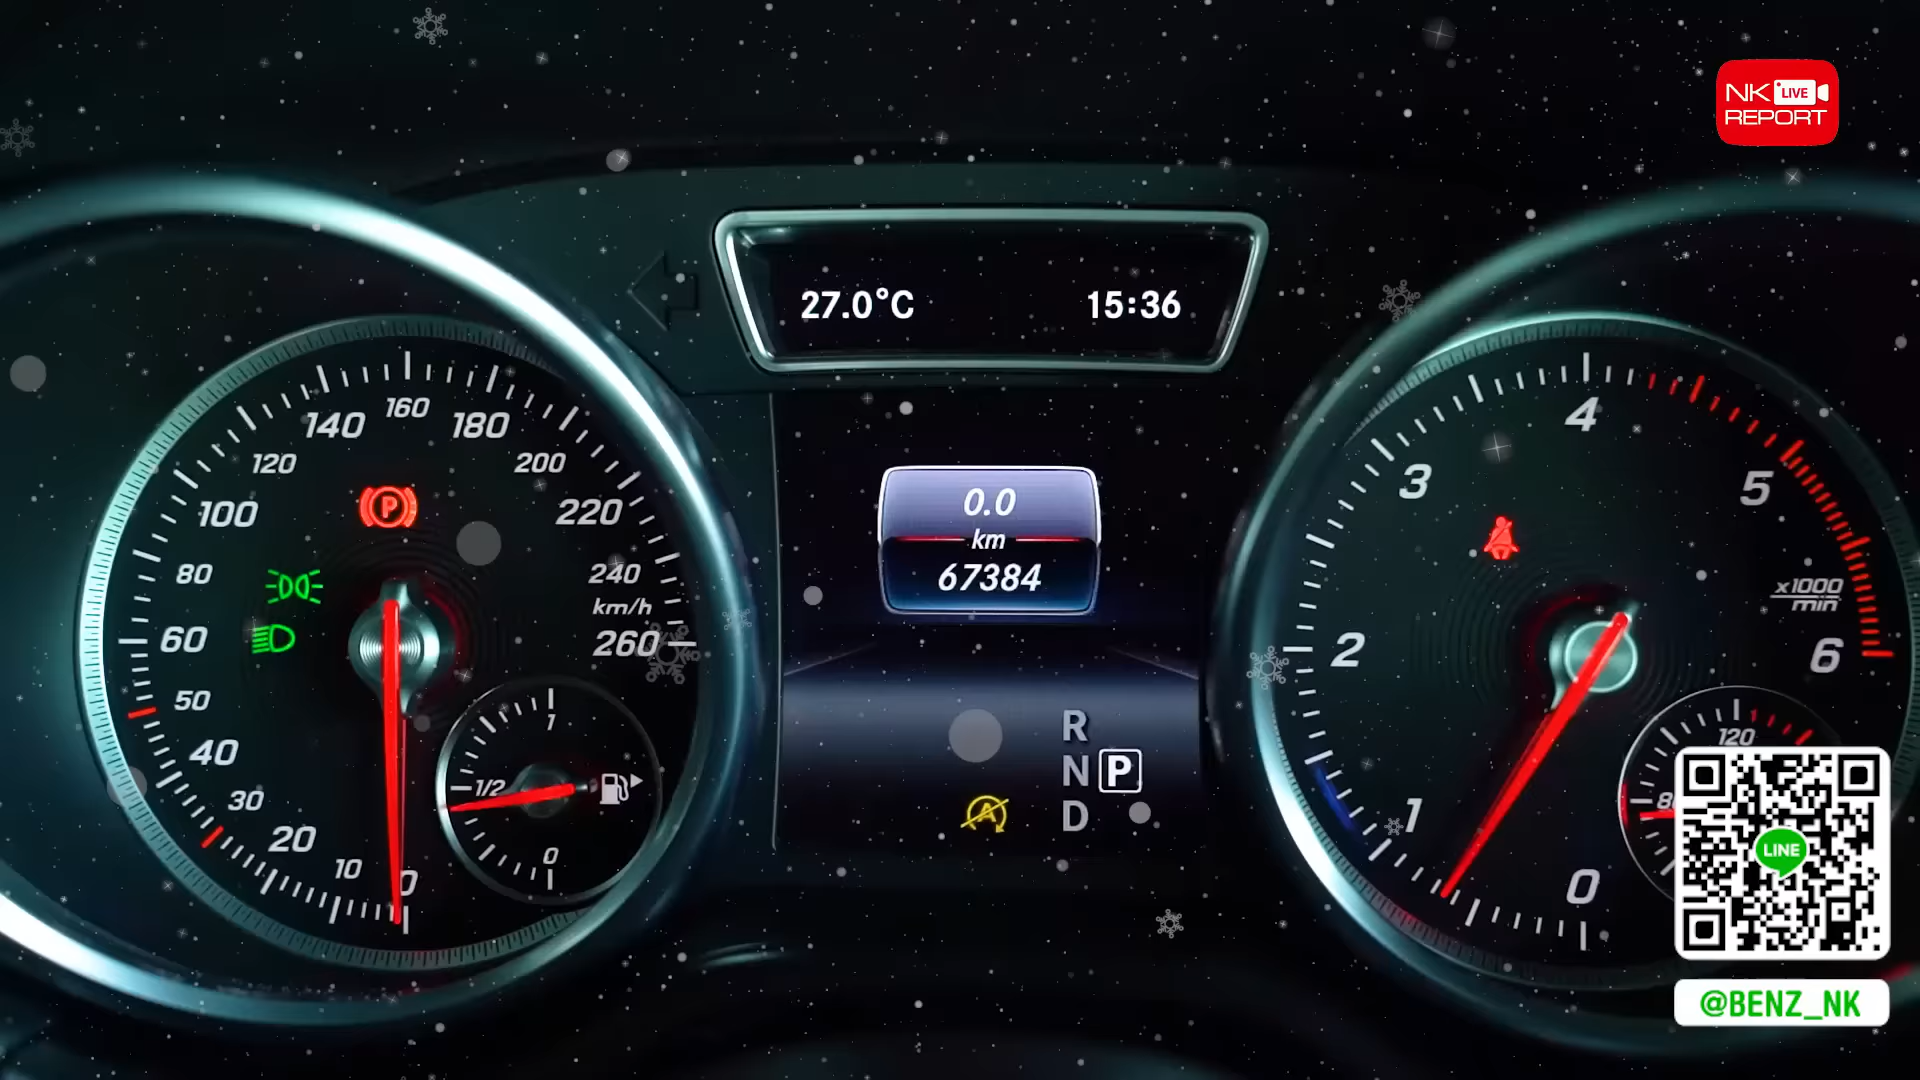 NK LIVE
REPORT
27.0°C 15:36
140 160 180
120 200
100 220
P
80 240
km/h
60 260
50
40
30
20
10 0
1
1/2
0
0.0
km
67384
R
N P
D
4
3 5
x1000
min
2 6
1
0
120
80
LINE
@BENZ_NK